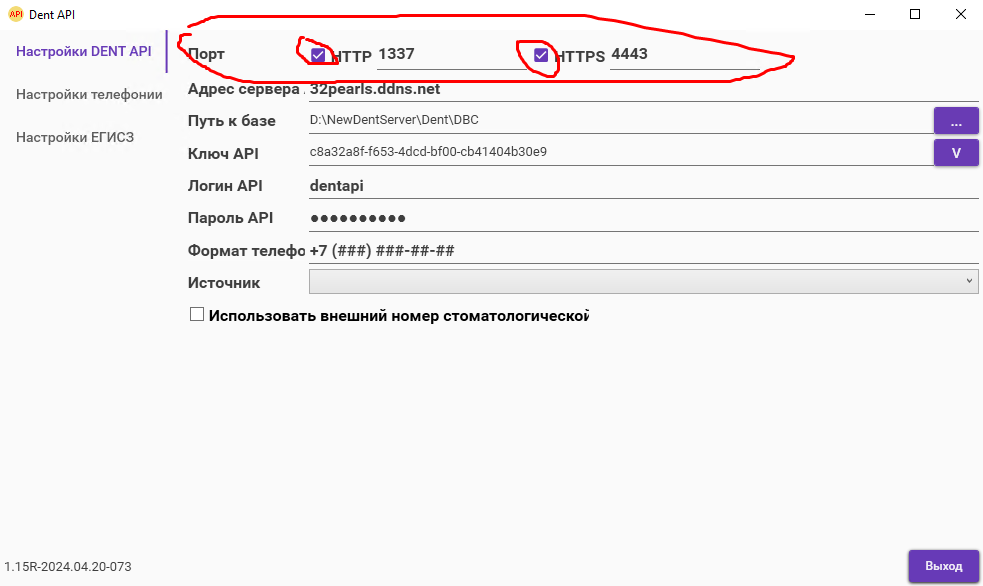 API Dent API
Настройки DENT API
Настройки телефонии
Настройки ЕГИСЗ
Порт HTTP 1337 HTTPS 4443
Адрес сервера 32pearls.ddns.net
Путь к базе D:\NewDentServer\Dent\DBC ...
Ключ API c8a32a8f-f653-4dcd-bf00-cb41404b30e9 V
Логин API dentapi
Пароль API ●●●●●●●●●●
Формат телефо +7 (###) ###-##-##
Источник
Использовать внешний номер стоматологической
1.15R-2024.04.20-073
Выход